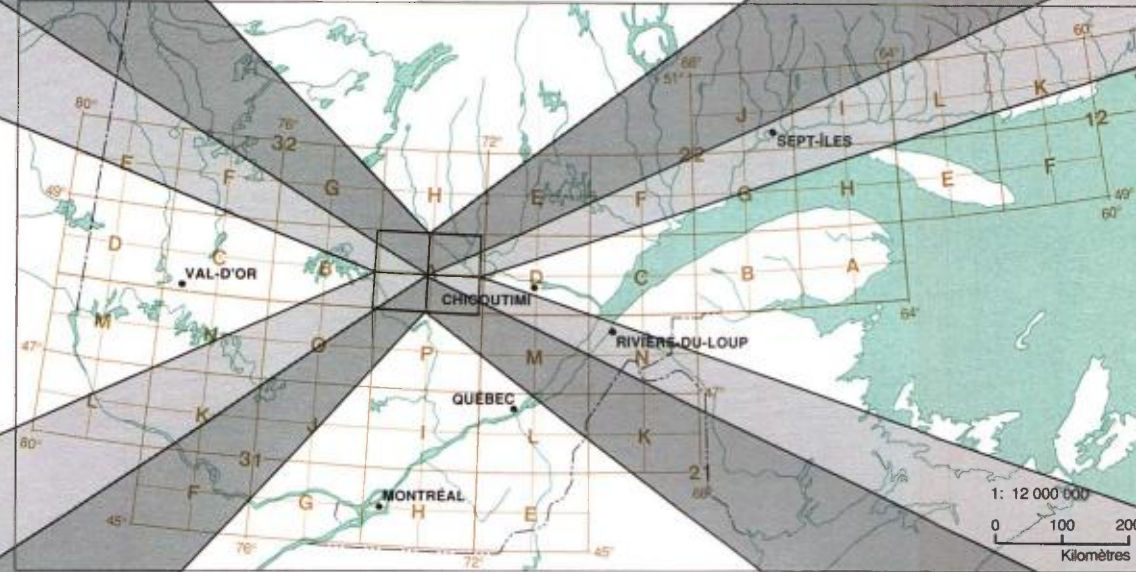 60°
68°
64°
51°
80°
J
I
L
K
76°
12
32
SEPT-ÎLES
72°
22
E
F
F
G
H
E
F
G
H
E
F
49°
49°
60°
D
C
B
D
C
B
A
VAL-D'OR
CHICOUTIMI
64°
M
N
O
P
M
N
RIVIÈRE-DU-LOUP
47°
47°
QUÉBEC
L
K
J
I
L
K
80°
31
21
68°
F
G
MONTRÉAL
H
E
1: 12 000 000
45°
0 100 200
76°
72°
45°
Kilomètres